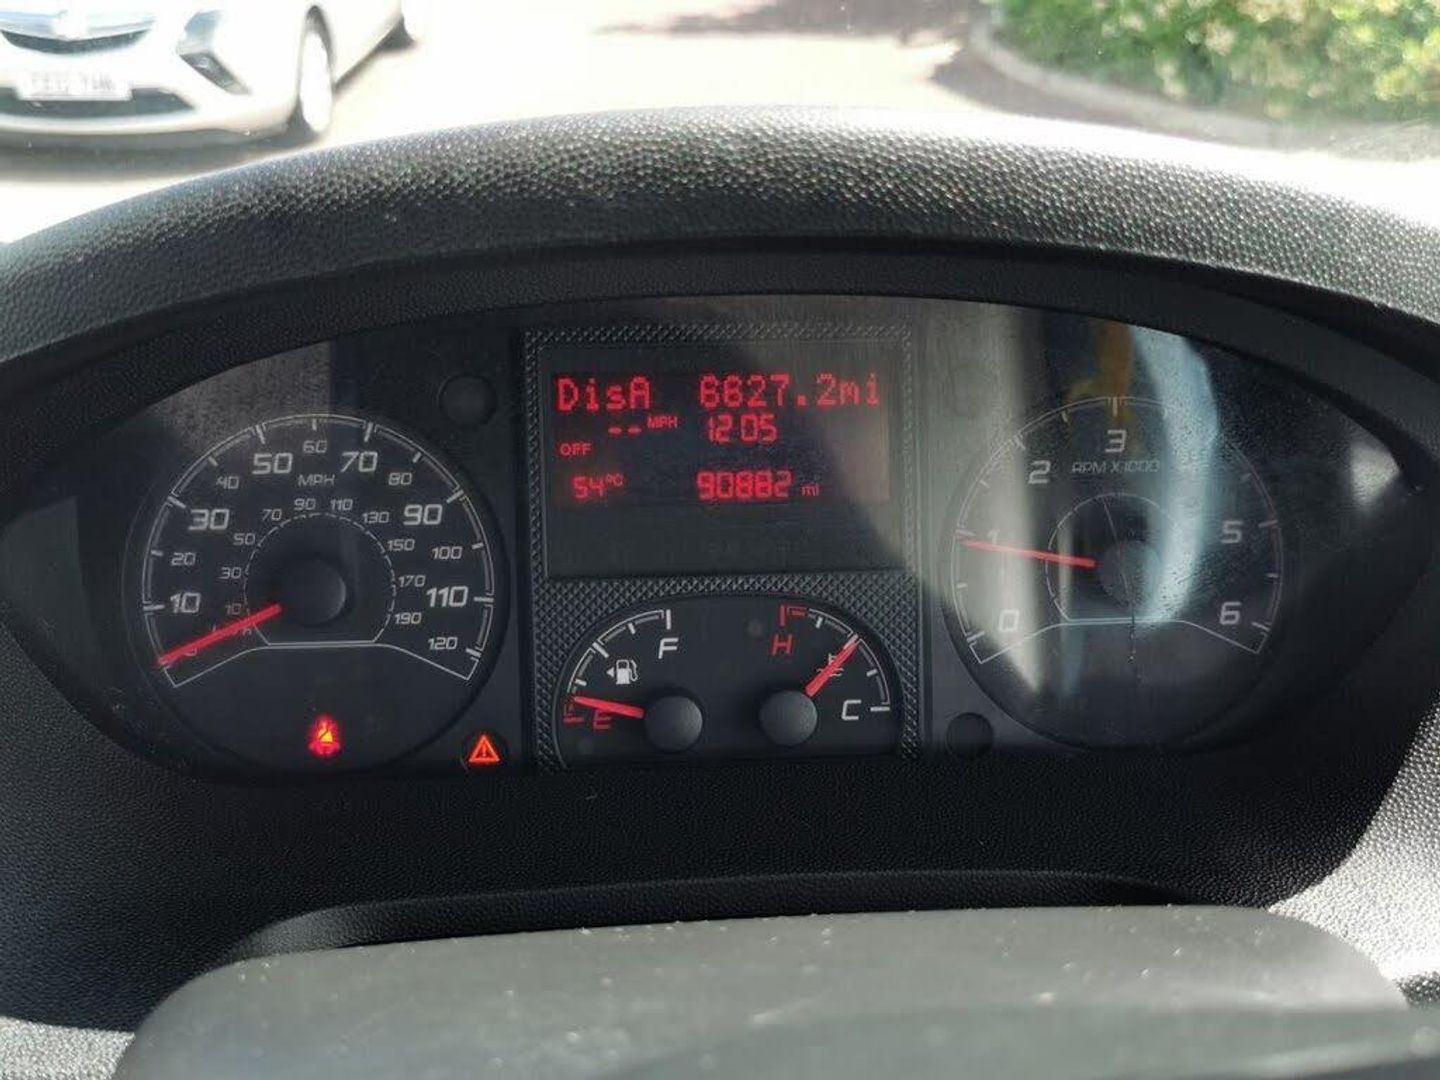 DisA 6627.2mi
-- MPH 12 05
OFF
54°C 90882 mi
10 20 30 40 50 60 70 80 90 100 110 120
MPH
10 30 50 70 90 110 130 150 170 190
0 1 2 3 5 6
RPM X 1000
E F
H C